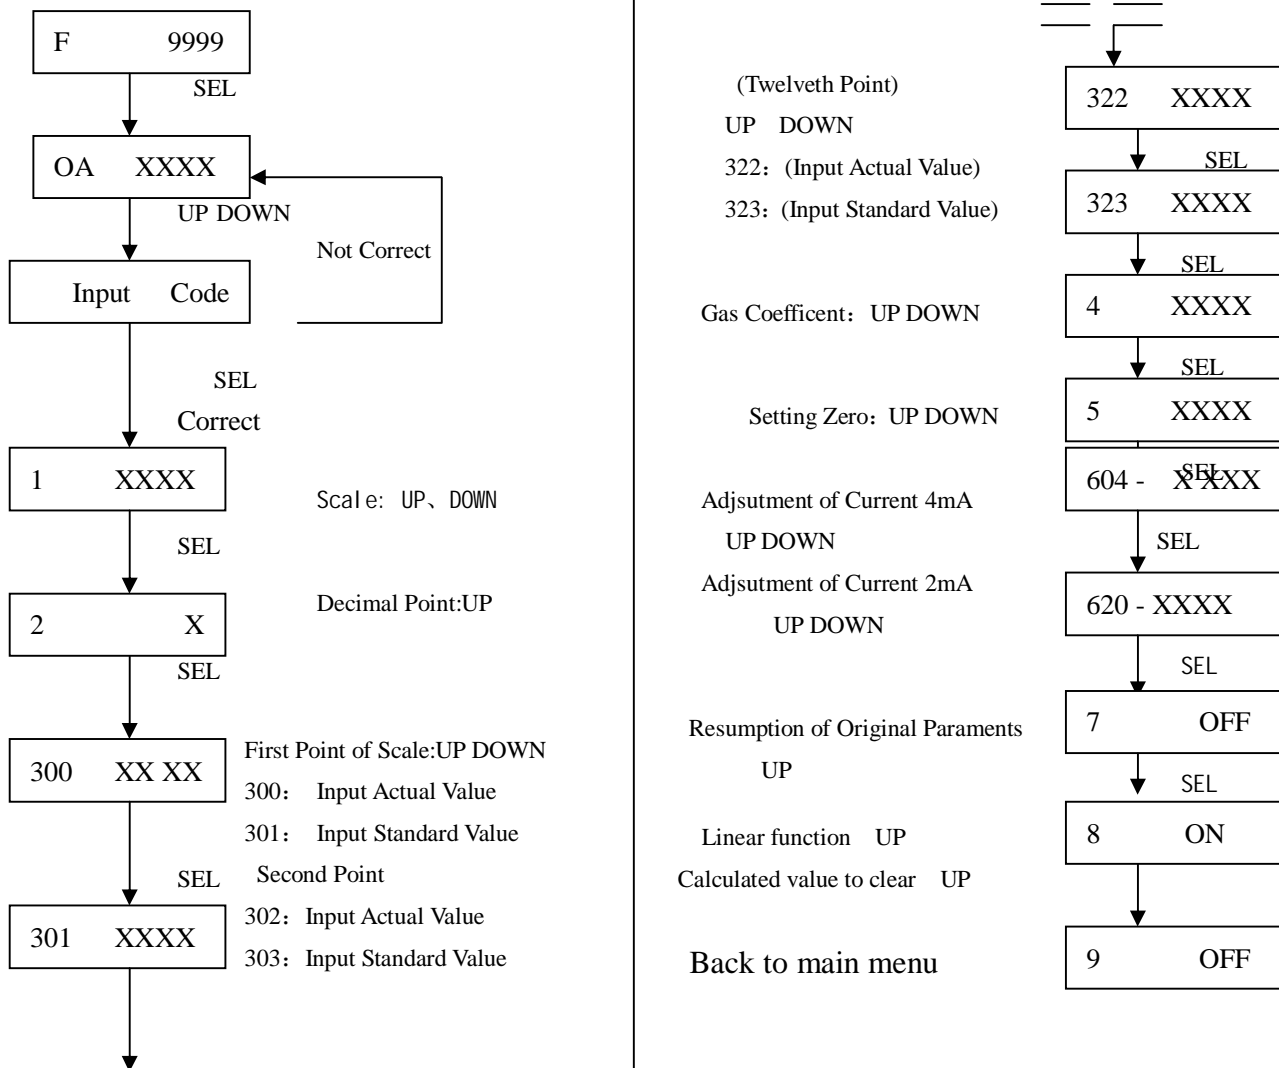 F 9999
SEL
OA XXXX
UP DOWN
Not Correct
Input Code
SEL
Correct
1 XXXX
Scale: UP、DOWN
SEL
Decimal Point:UP
2 X
SEL
First Point of Scale:UP DOWN
300 XX XX
300： Input Actual Value
301： Input Standard Value
SEL Second Point
302：Input Actual Value
301 XXXX
303：Input Standard Value
(Twelveth Point)
322 XXXX
UP DOWN
SEL
322：(Input Actual Value)
323：(Input Standard Value)
323 XXXX
SEL
Gas Coefficent：UP DOWN
4 XXXX
SEL
Setting Zero：UP DOWN
5 XXXX
SEL
604 - X XXX
Adjsutment of Current 4mA
UP DOWN
SEL
Adjsutment of Current 2mA
620 - XXXX
UP DOWN
SEL
Resumption of Original Paraments
7 OFF
UP
SEL
Linear function UP
8 ON
Calculated value to clear UP
Back to main menu
9 OFF